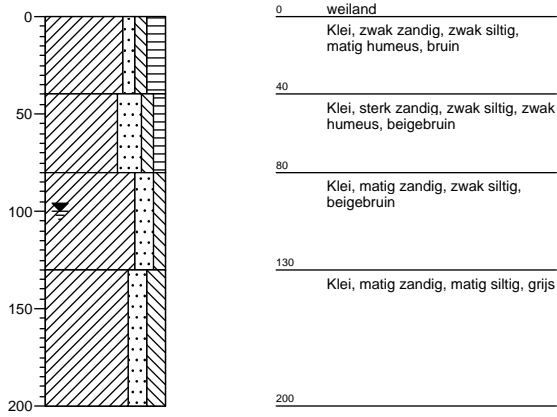 0
50
100
150
200
0 weiland
Klei, zwak zandig, zwak siltig,
matig humeus, bruin
40
Klei, sterk zandig, zwak siltig, zwak
humeus, beigebruin
80
Klei, matig zandig, zwak siltig,
beigebruin
130
Klei, matig zandig, matig siltig, grijs
200